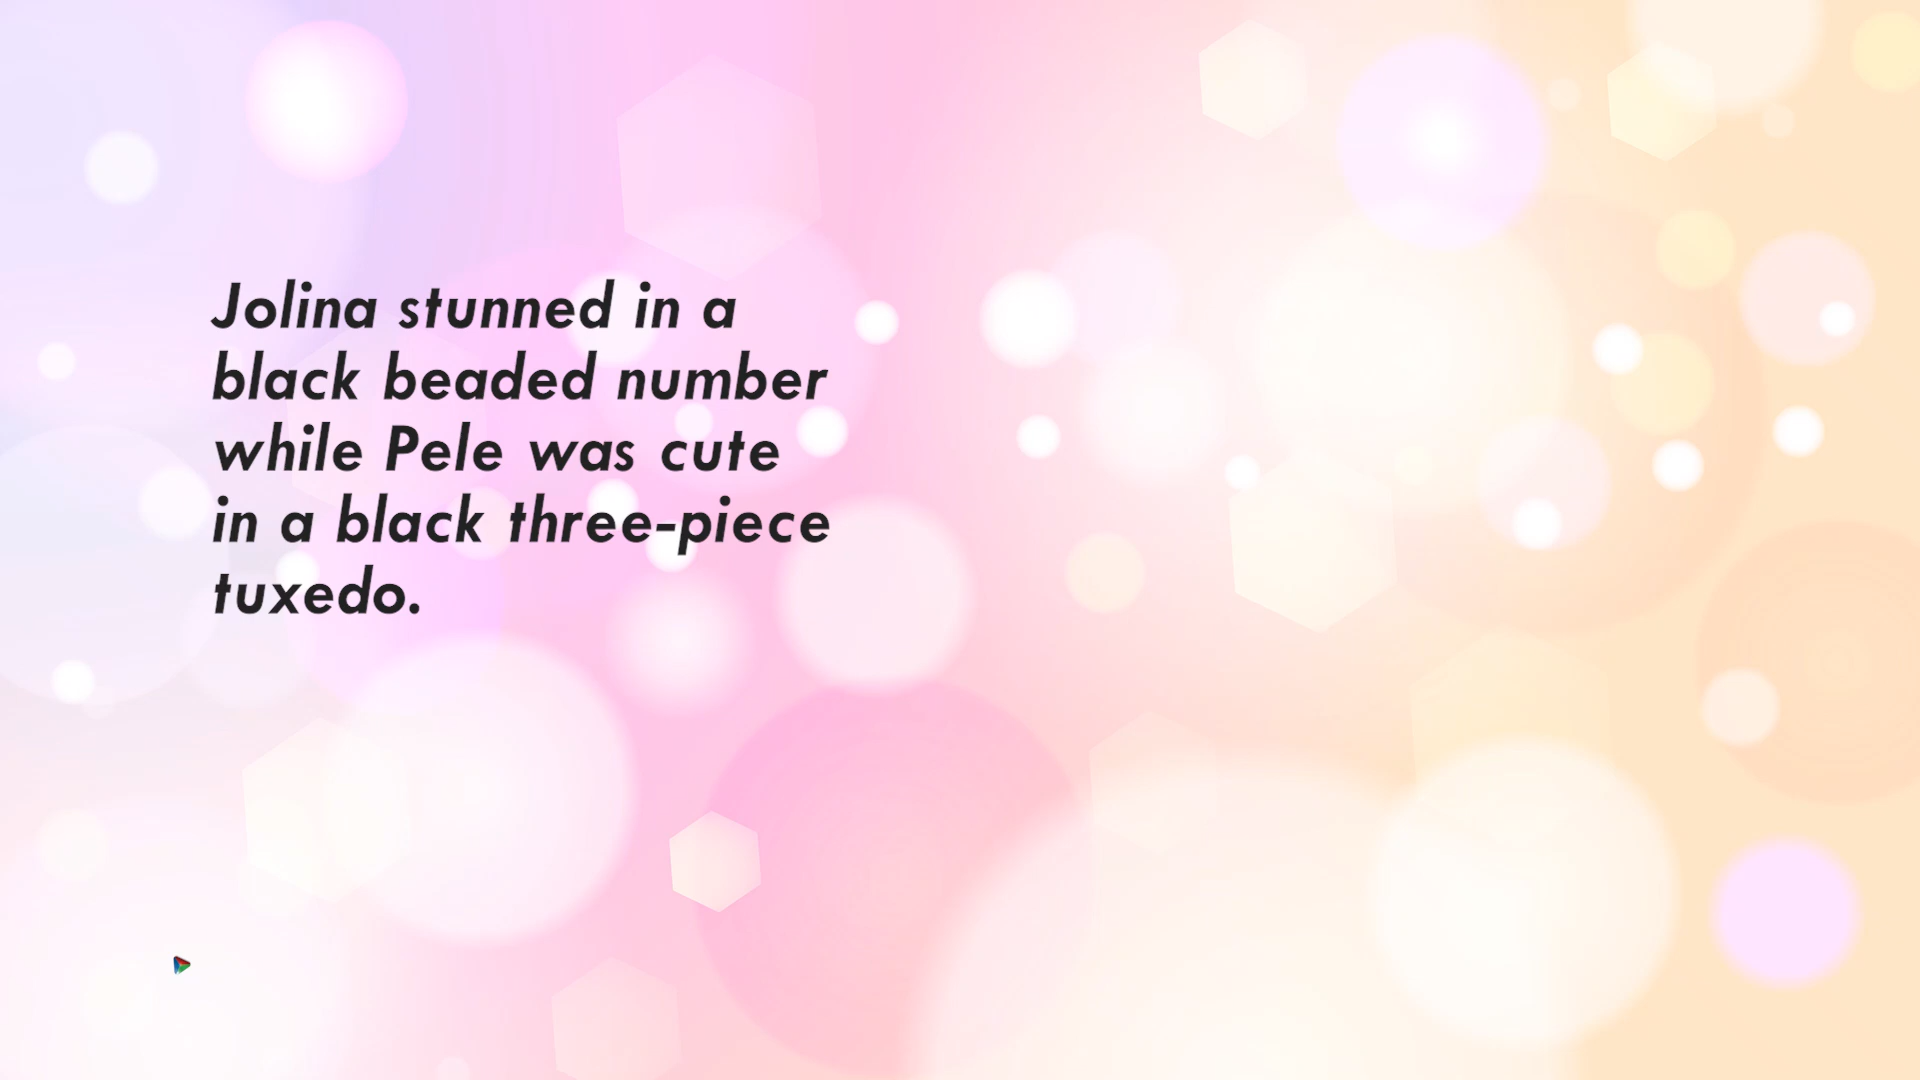 Jolina stunned in a
black beaded number
while Pele was cute
in a black three-piece
tuxedo.